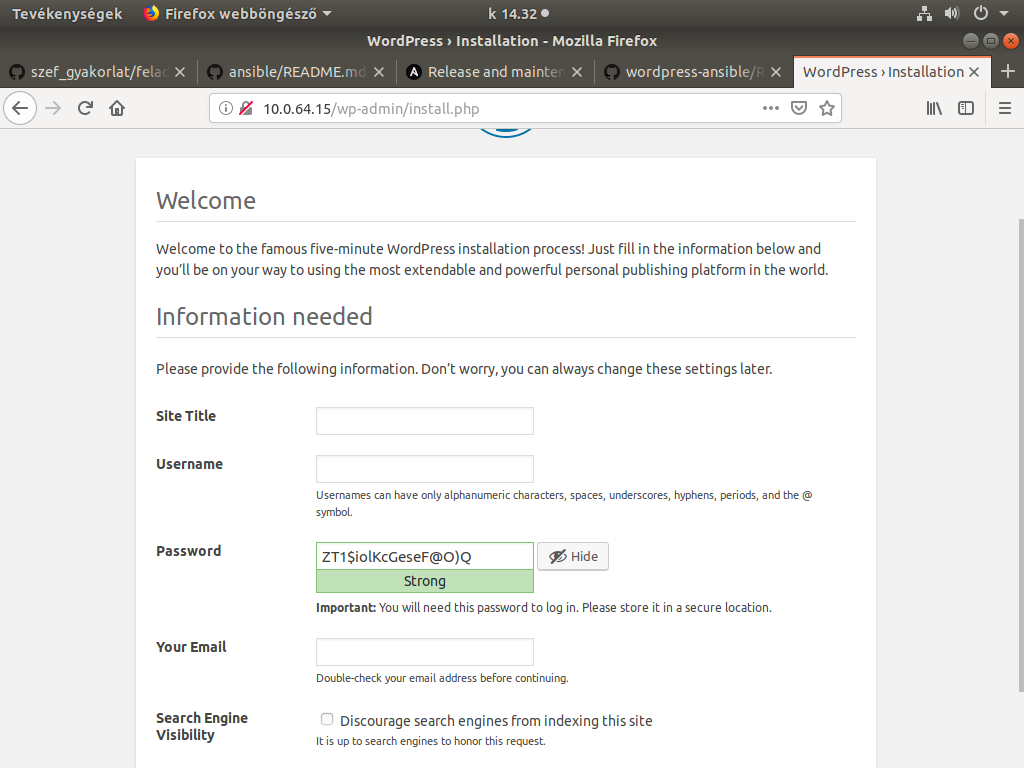 Tevékenységek Firefox webböngésző k 14.32
WordPress › Installation - Mozilla Firefox
szef_gyakorlat/felad ansible/README.md Release and mainten wordpress-ansible/R WordPress › Installation
10.0.64.15/wp-admin/install.php
Welcome
Welcome to the famous five-minute WordPress installation process! Just fill in the information below and
you’ll be on your way to using the most extendable and powerful personal publishing platform in the world.
Information needed
Please provide the following information. Don’t worry, you can always change these settings later.
Site Title
Username
Usernames can have only alphanumeric characters, spaces, underscores, hyphens, periods, and the @
symbol.
Password ZT1$iolKcGeseF@O)Q Hide
Strong
Important: You will need this password to log in. Please store it in a secure location.
Your Email
Double-check your email address before continuing.
Search Engine
Visibility
Discourage search engines from indexing this site
It is up to search engines to honor this request.